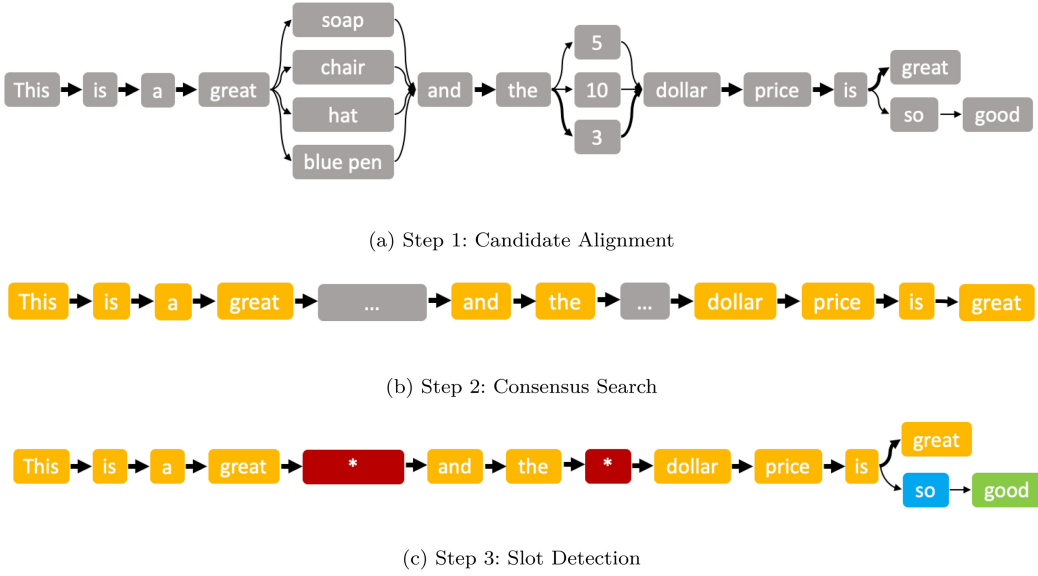 soap
chair
hat
blue pen
5
10
3
This is a great and the dollar price is
great
so good
(a) Step 1: Candidate Alignment
This is a great ... and the ... dollar price is great
(b) Step 2: Consensus Search
This is a great * and the * dollar price is
great
so good
(c) Step 3: Slot Detection